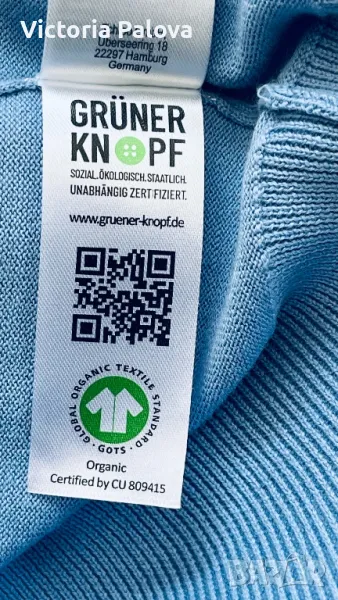 Victoria Palova
Überseering 18
22297 Hamburg
Germany
GRÜNER
KNOPF
SOZIAL. ÖKOLOGISCH. STAATLICH.
UNABHÄNGIG ZERTIFIZIERT.
www.gruener-knopf.de
GLOBAL ORGANIC TEXTILE STANDARD
· GOTS ·
Organic
Certified by CU 809415
BAZAR